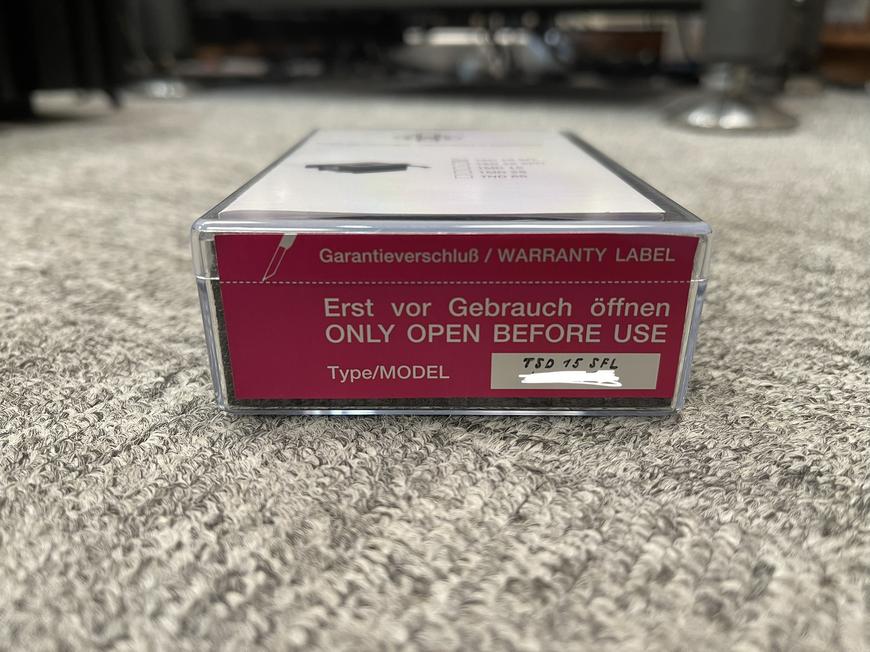 Garantieverschluß / WARRANTY LABEL
Erst vor Gebrauch öffnen
ONLY OPEN BEFORE USE
Type/MODEL
TSD 15 SFL